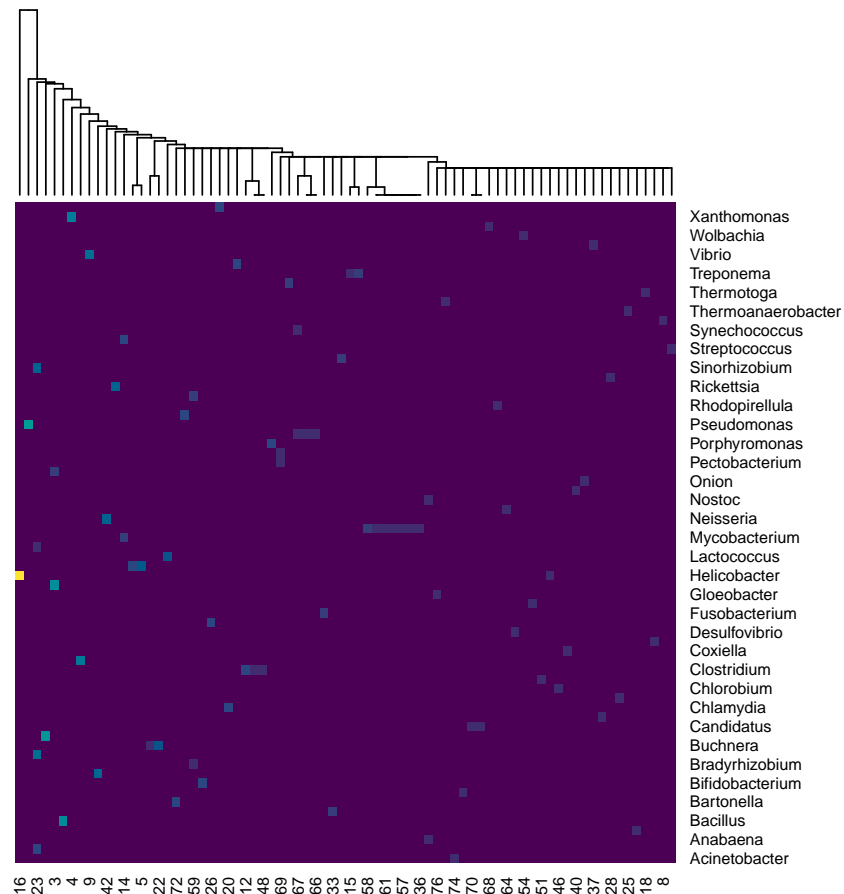 Xanthomonas
Wolbachia
Vibrio
Treponema
Thermotoga
Thermoanaerobacter
Synechococcus
Streptococcus
Sinorhizobium
Rickettsia
Rhodopirellula
Pseudomonas
Porphyromonas
Pectobacterium
Onion
Nostoc
Neisseria
Mycobacterium
Lactococcus
Helicobacter
Gloeobacter
Fusobacterium
Desulfovibrio
Coxiella
Clostridium
Chlorobium
Chlamydia
Candidatus
Buchnera
Bradyrhizobium
Bifidobacterium
Bartonella
Bacillus
Anabaena
Acinetobacter
16 23 3 4 9 42 14 5 22 72 59 26 20 12 48 69 67 66 33 15 58 61 57 36 76 74 70 68 64 54 51 46 40 37 28 25 18 8